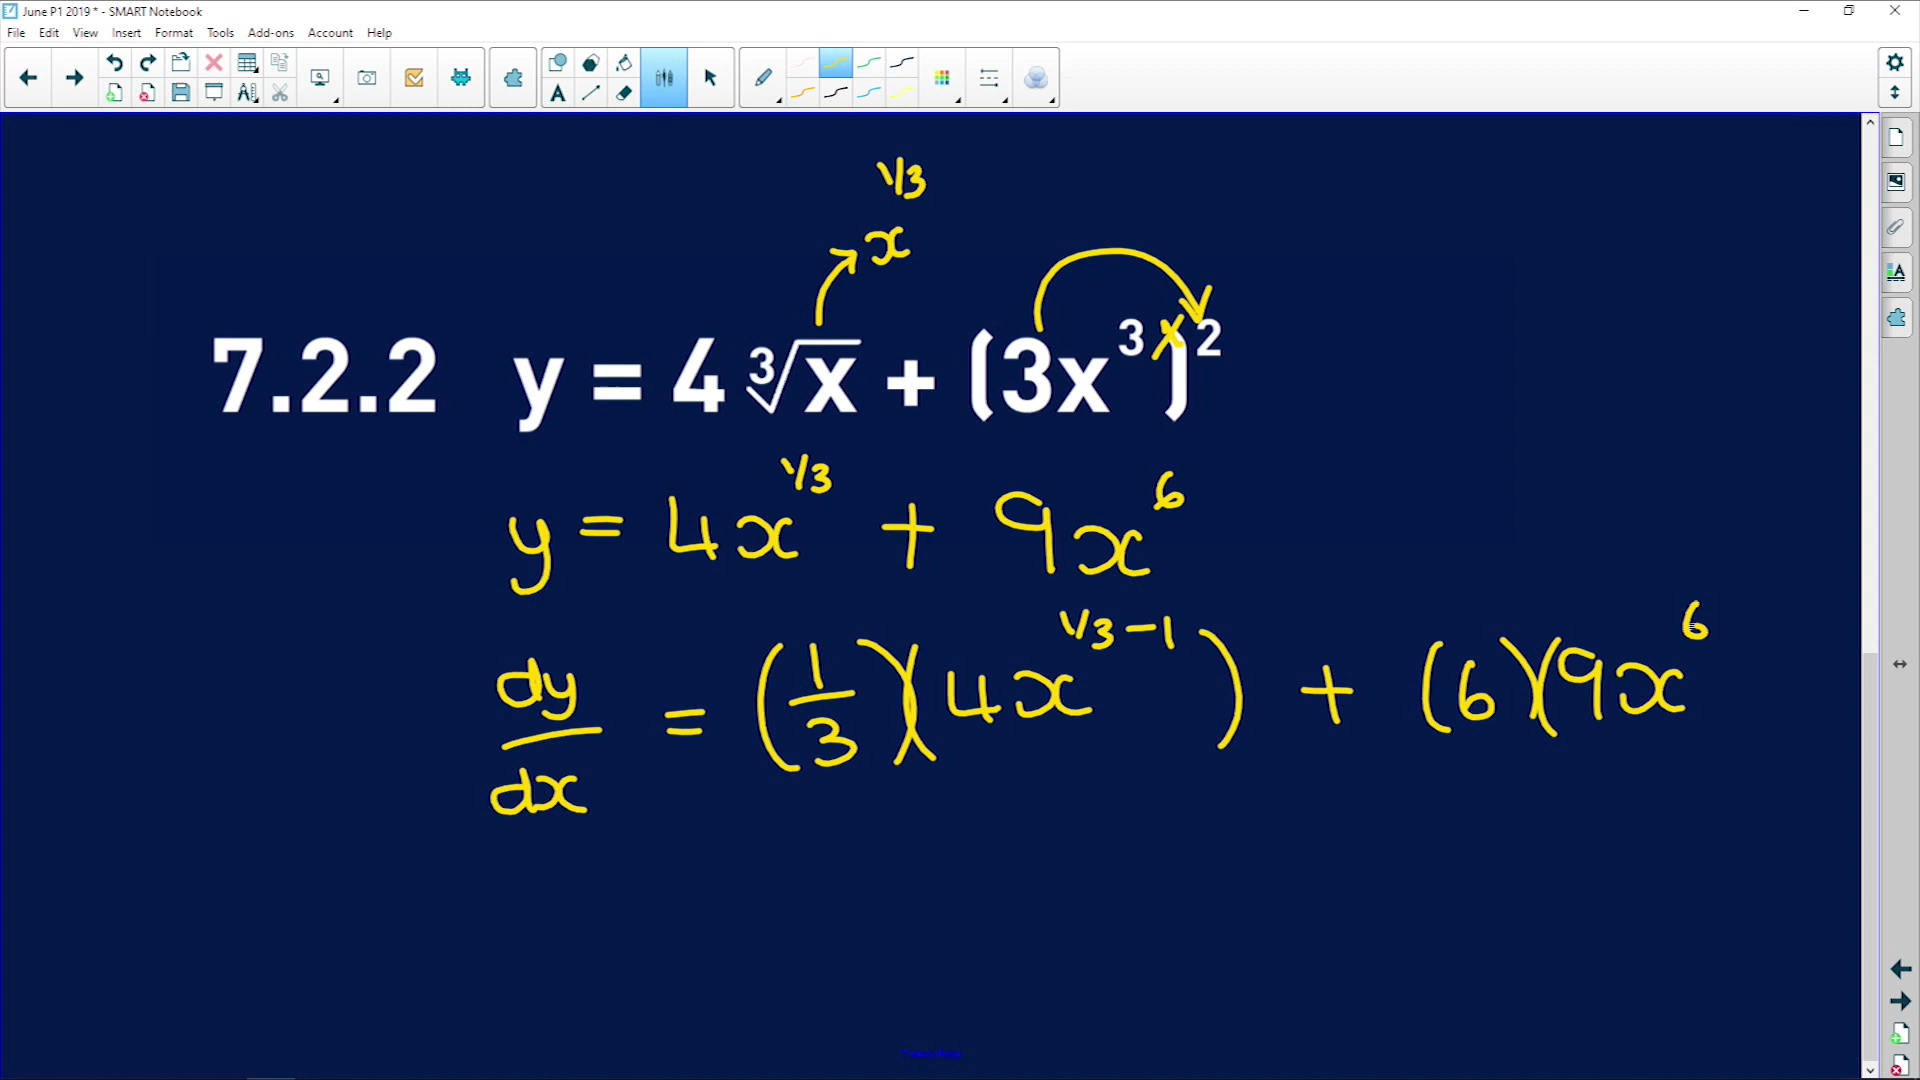 June P1 2019 * - SMART Notebook
File Edit View Insert Format Tools Add-ons Account Help
1/3
x
7.2.2 y = 4 ∛x + (3x³)²
x
y = 4x^1/3 + 9x^6
dy/dx = (1/3)(4x^1/3-1) + (6)(9x^6